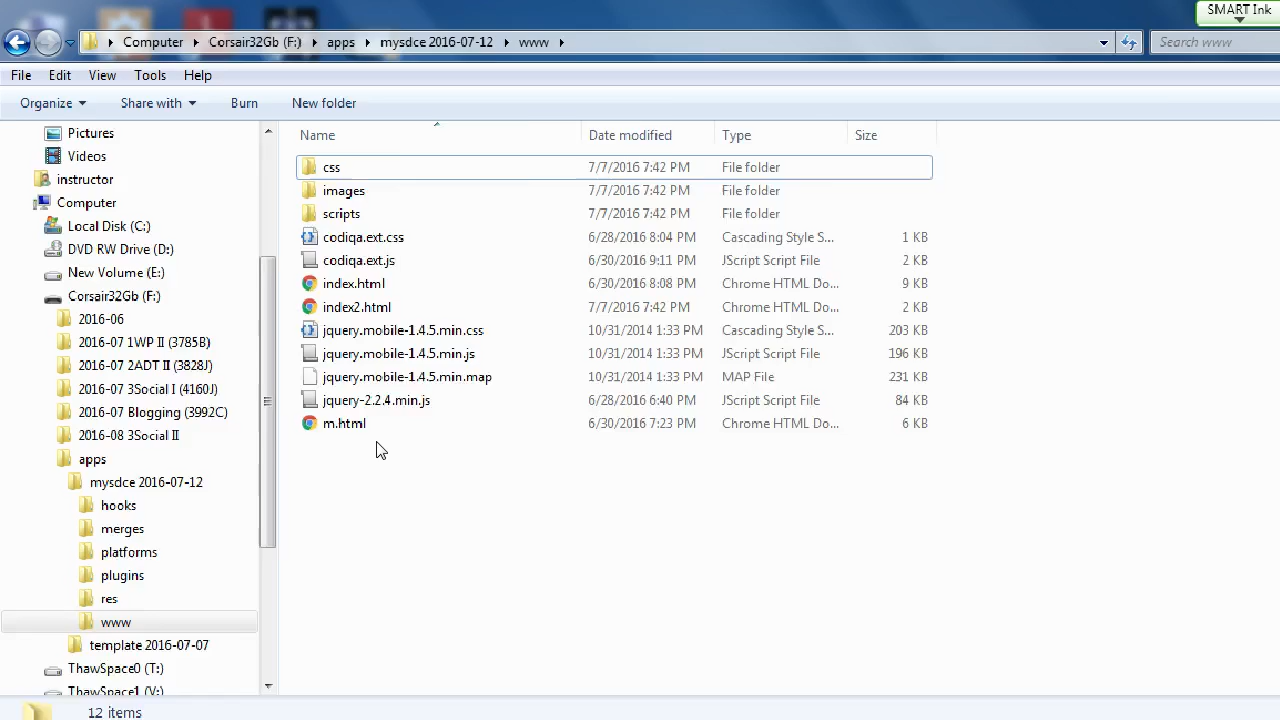 SMART Ink
Computer Corsair32Gb (F:) apps mysdce 2016-07-12 www Search www
File Edit View Tools Help
Organize Share with Burn New folder
Name Date modified Type Size
Pictures
Videos
instructor
Computer
Local Disk (C:)
DVD RW Drive (D:)
New Volume (E:)
Corsair32Gb (F:)
2016-06
2016-07 1WP II (3785B)
2016-07 2ADT II (3828J)
2016-07 3Social I (4160J)
2016-07 Blogging (3992C)
2016-08 3Social II
apps
mysdce 2016-07-12
hooks
merges
platforms
plugins
res
www
template 2016-07-07
ThawSpace0 (T:)
ThawSpace1 (V:)
css 7/7/2016 7:42 PM File folder
images 7/7/2016 7:42 PM File folder
scripts 7/7/2016 7:42 PM File folder
codiqa.ext.css 6/28/2016 8:04 PM Cascading Style S... 1 KB
codiqa.ext.js 6/30/2016 9:11 PM JScript Script File 2 KB
index.html 6/30/2016 8:08 PM Chrome HTML Do... 9 KB
index2.html 7/7/2016 7:42 PM Chrome HTML Do... 2 KB
jquery.mobile-1.4.5.min.css 10/31/2014 1:33 PM Cascading Style S... 203 KB
jquery.mobile-1.4.5.min.js 10/31/2014 1:33 PM JScript Script File 196 KB
jquery.mobile-1.4.5.min.map 10/31/2014 1:33 PM MAP File 231 KB
jquery-2.2.4.min.js 6/28/2016 6:40 PM JScript Script File 84 KB
m.html 6/30/2016 7:23 PM Chrome HTML Do... 6 KB
12 items